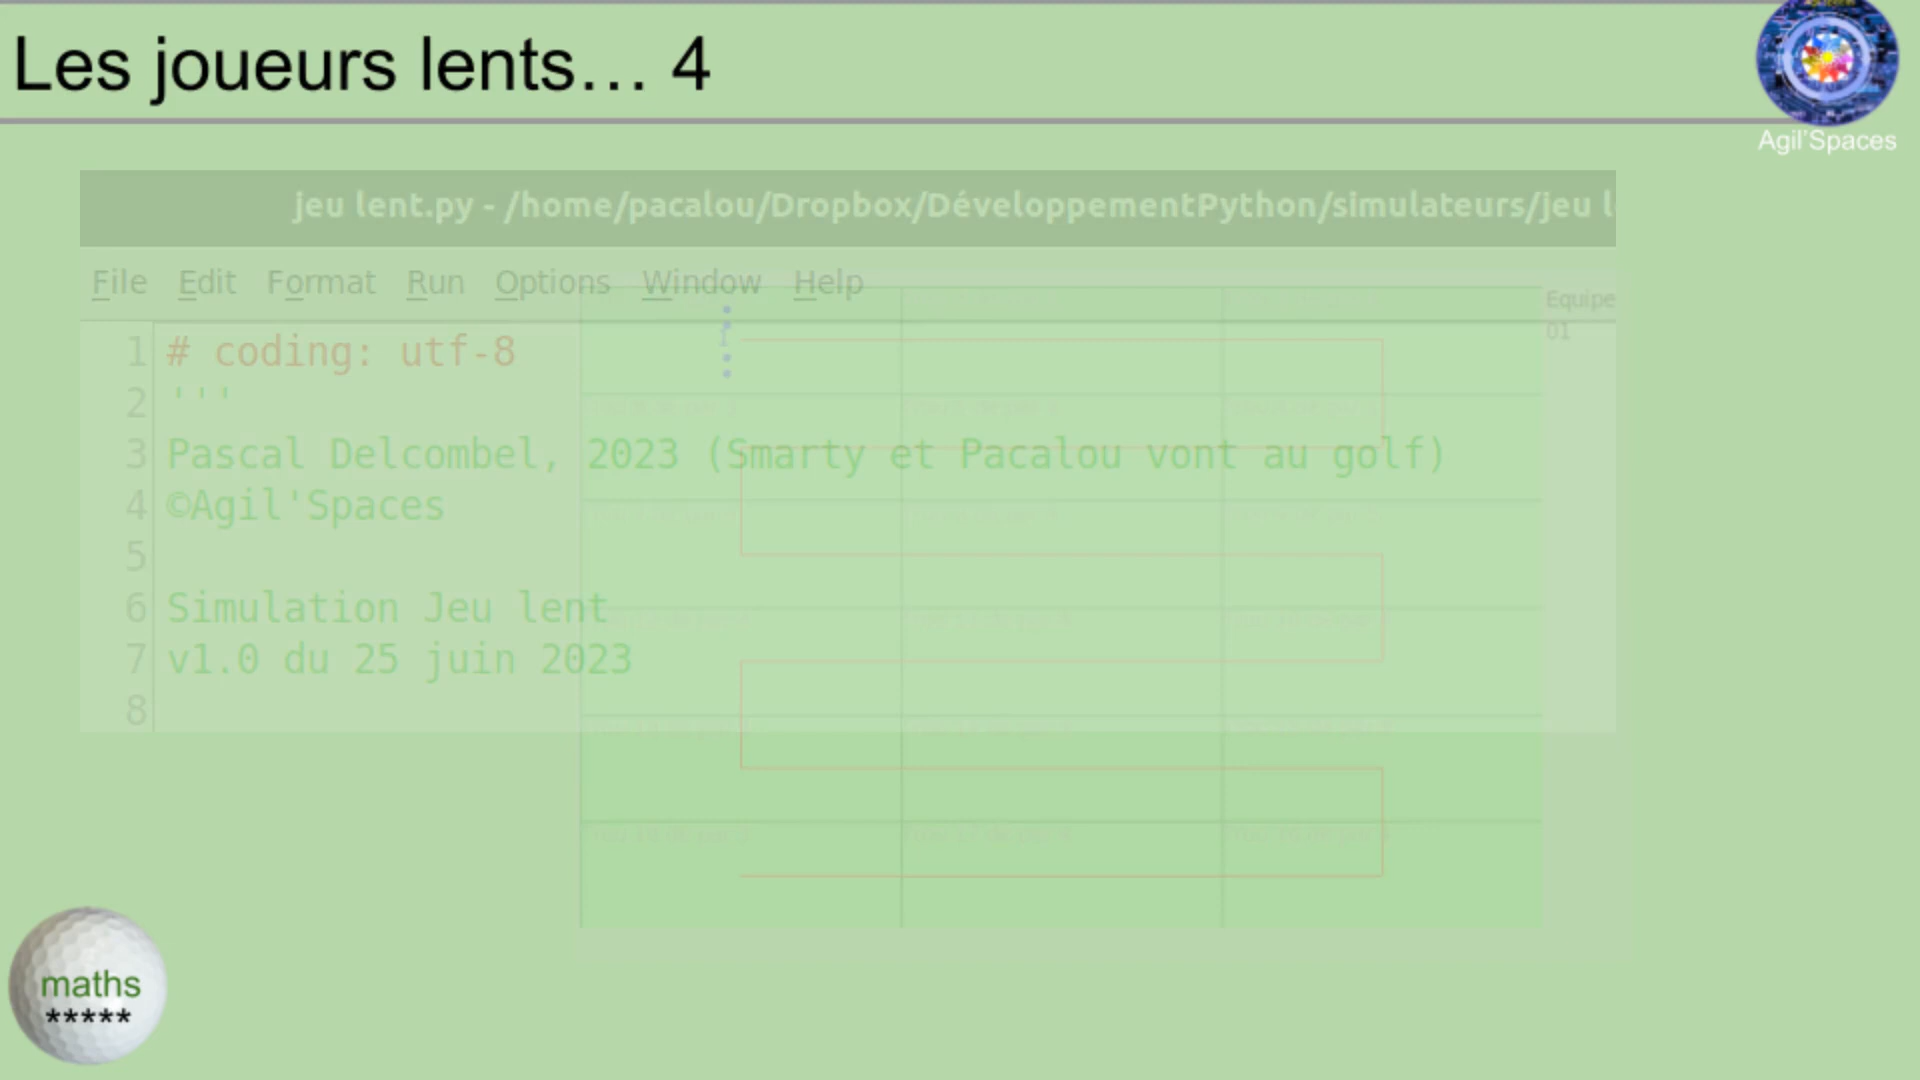 Les joueurs lents... 4
Agil'Spaces
jeu lent.py - /home/pacalou/Dropbox/DéveloppementPython/simulateurs/jeu l
File Edit Format Run Options Window Help
Equipe
01
1 # coding: utf-8
2 '''
3 Pascal Delcombel, 2023 (Smarty et Pacalou vont au golf)
4 ©Agil'Spaces
5
6 Simulation Jeu lent
7 v1.0 du 25 juin 2023
8
maths
*****